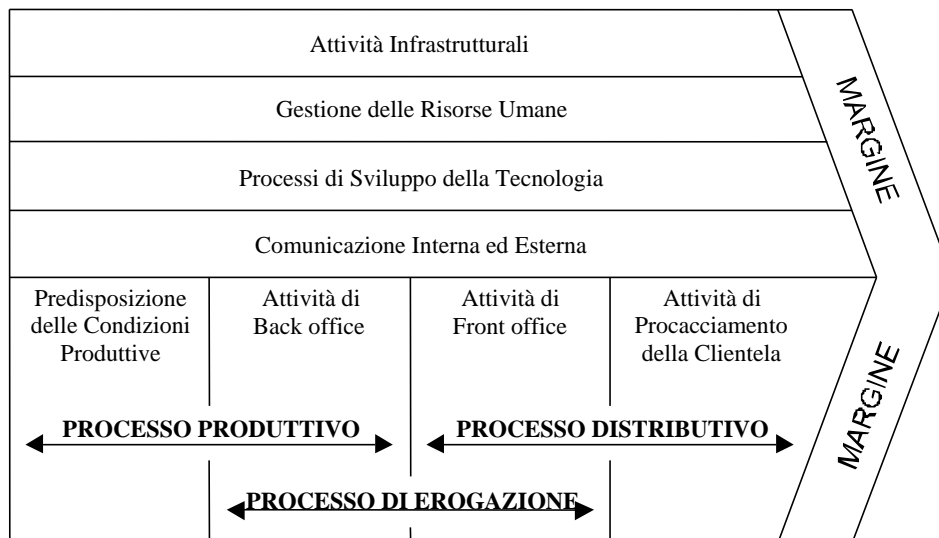 Attività Infrastrutturali
Gestione delle Risorse Umane
Processi di Sviluppo della Tecnologia
Comunicazione Interna ed Esterna
MARGINE
Predisposizione
delle Condizioni
Produttive
Attività di
Back office
Attività di
Front office
Attività di
Procacciamento
della Clientela
MARGINE
PROCESSO PRODUTTIVO
PROCESSO DISTRIBUTIVO
PROCESSO DI EROGAZIONE